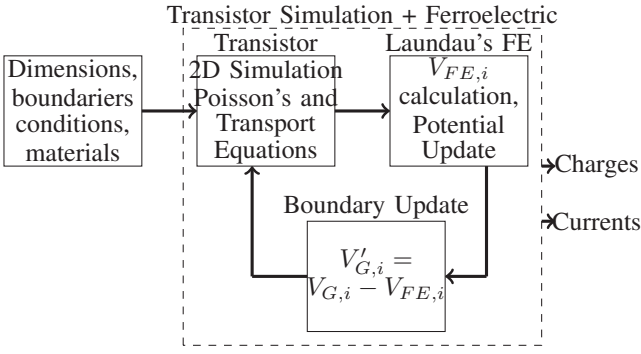 Transistor Simulation + Ferroelectric
Dimensions,
boundariers
conditions,
materials
Transistor
2D Simulation
Poisson's and
Transport
Equations
Laundau's FE
V_{FE,i}
calculation,
Potential
Update
Charges
Currents
Boundary Update
V'_{G,i} =
V_{G,i} − V_{FE,i}